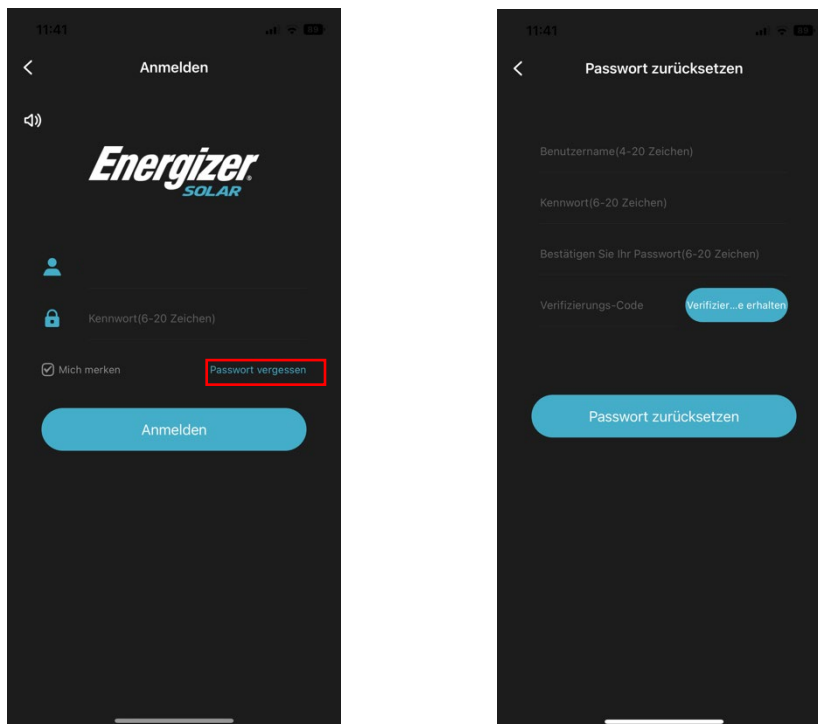 11:41
Anmelden
Energizer.
SOLAR
Kennwort(6-20 Zeichen)
Mich merken
Passwort vergessen
Anmelden
11:41
Passwort zurücksetzen
Benutzername(4-20 Zeichen)
Kennwort(6-20 Zeichen)
Bestätigen Sie Ihr Passwort(6-20 Zeichen)
Verifizierungs-Code
Verifizier...e erhalten
Passwort zurücksetzen